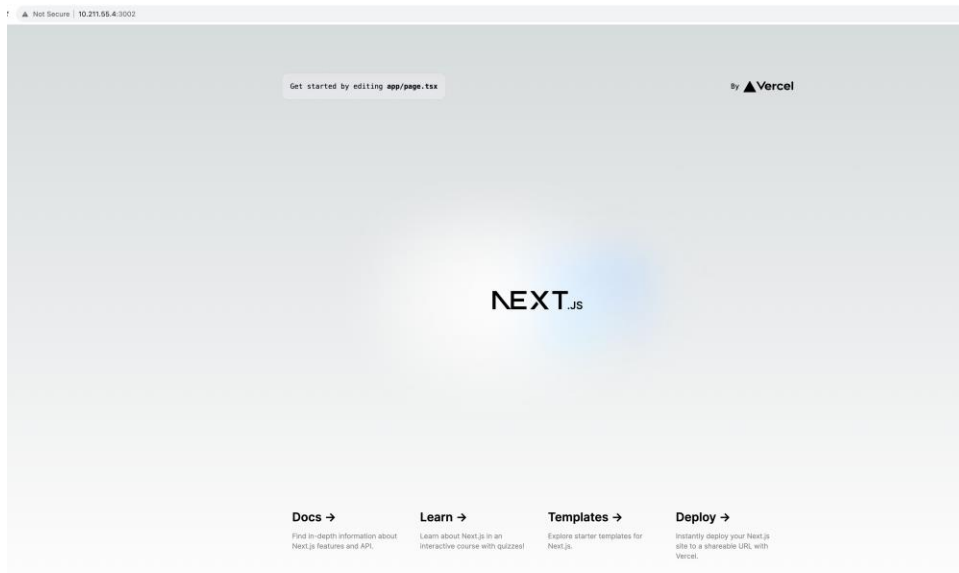 Not Secure 10.211.55.4:3002
Get started by editing app/page.tsx
By Vercel
NEXT.JS
Docs →
Find in-depth information about
Next.js features and API.
Learn →
Learn about Next.js in an
interactive course with quizzes!
Templates →
Explore starter templates for
Next.js.
Deploy →
Instantly deploy your Next.js
site to a shareable URL with
Vercel.